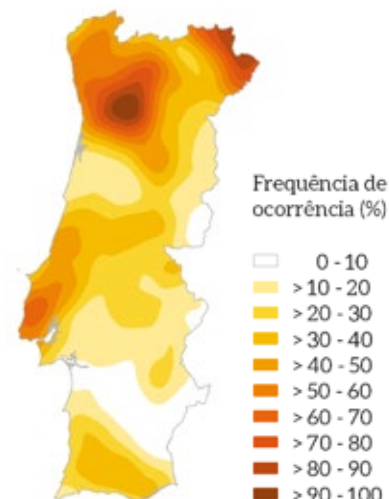 Frequência de
ocorrência (%)
0 - 10
> 10 - 20
> 20 - 30
> 30 - 40
> 40 - 50
> 50 - 60
> 60 - 70
> 70 - 80
> 80 - 90
> 90 - 100